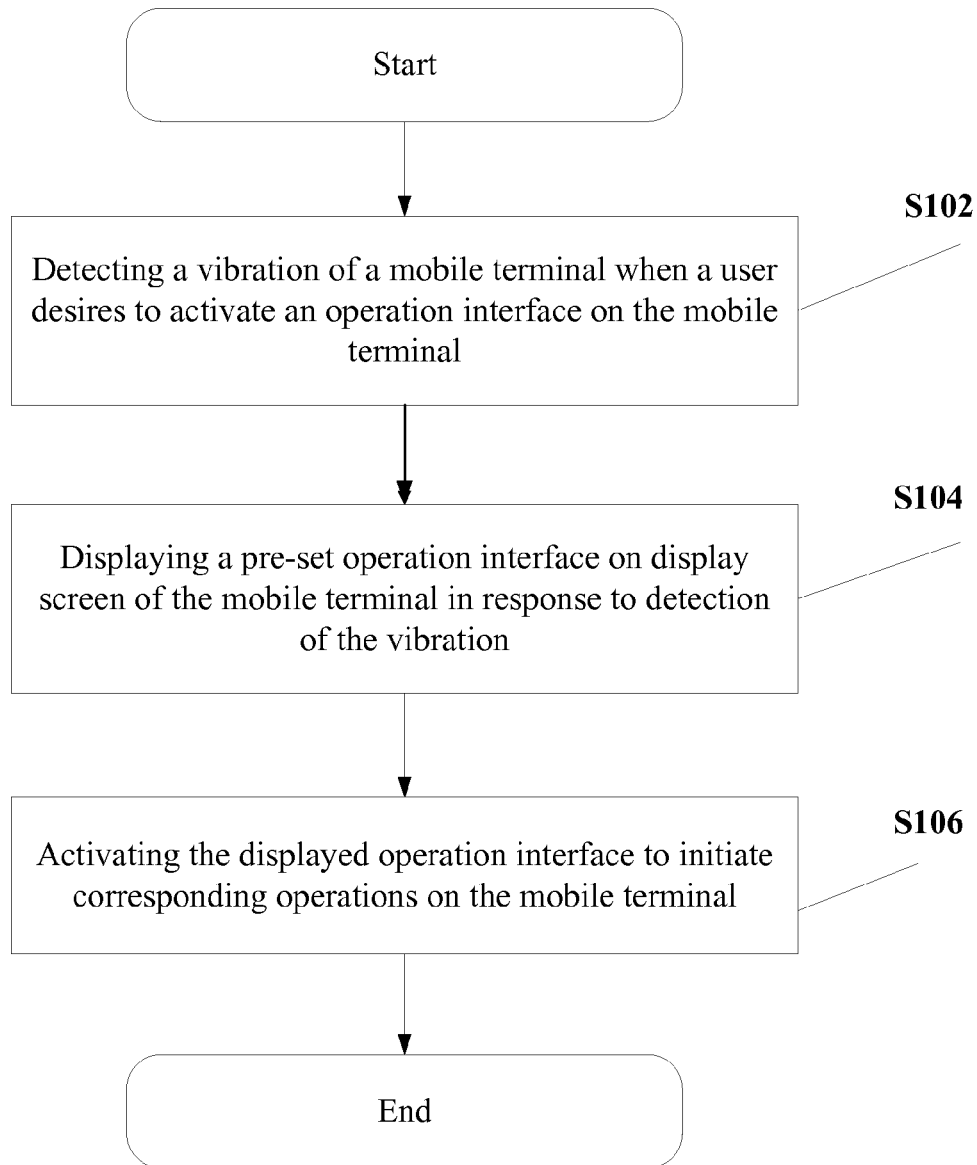 Start
S102
Detecting a vibration of a mobile terminal when a user
desires to activate an operation interface on the mobile
terminal
S104
Displaying a pre-set operation interface on display
screen of the mobile terminal in response to detection
of the vibration
S106
Activating the displayed operation interface to initiate
corresponding operations on the mobile terminal
End